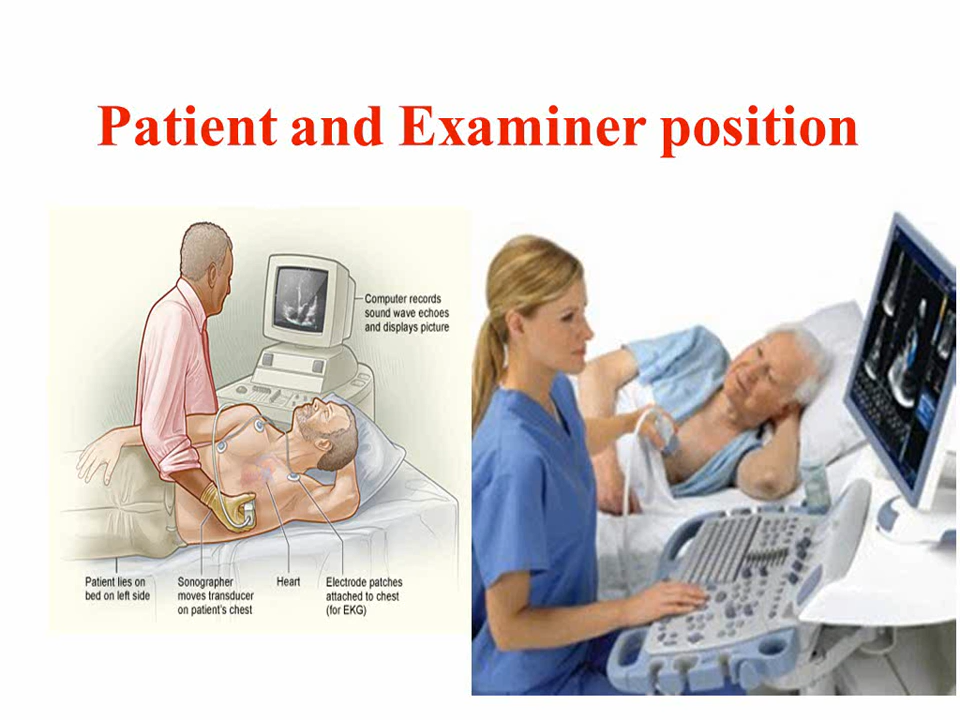 Patient and Examiner position
Computer records
sound wave echoes
and displays picture
Patient lies on
bed on left side
Sonographer
moves transducer
on patient's chest
Heart
Electrode patches
attached to chest
(for EKG)